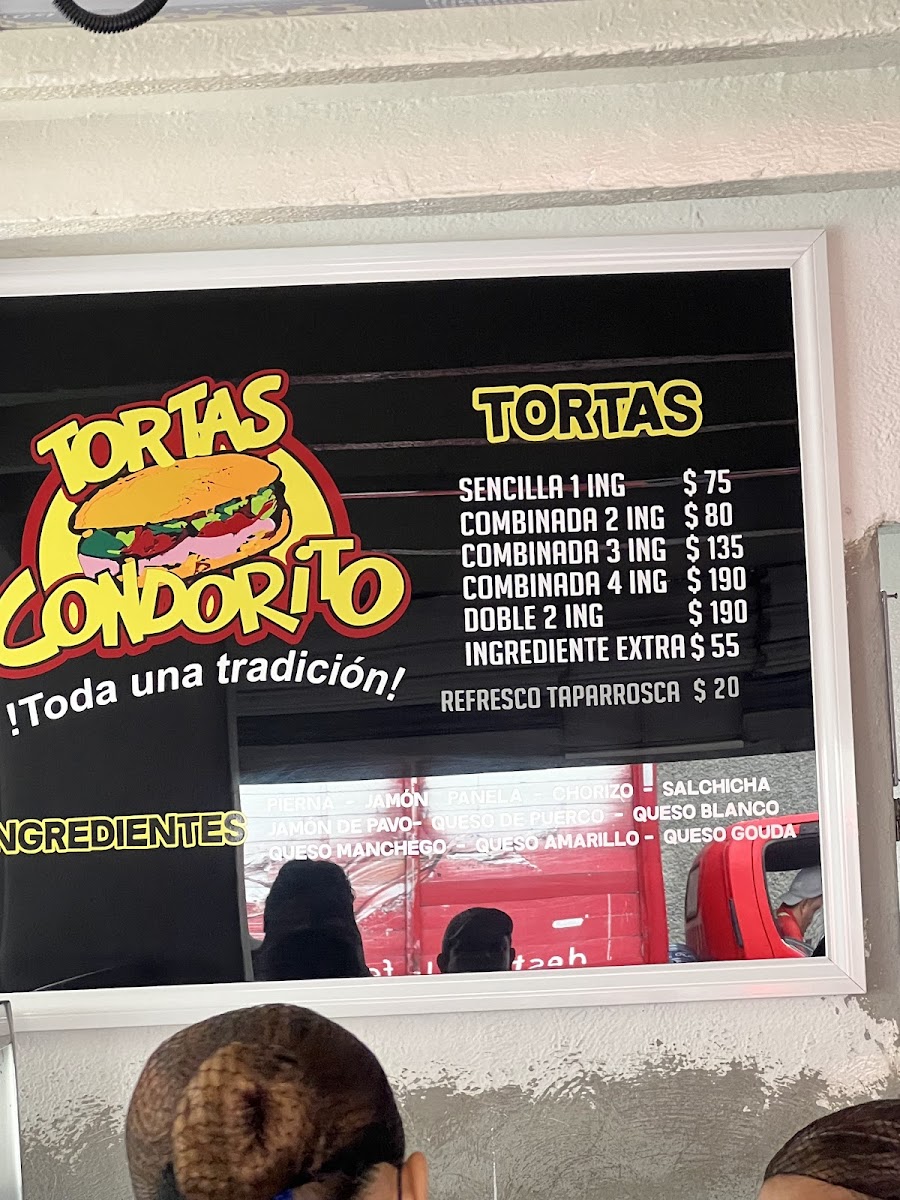 TORTAS
CONDORITO
!Toda una tradición!
TORTAS
SENCILLA 1 ING $ 75
COMBINADA 2 ING $ 80
COMBINADA 3 ING $ 135
COMBINADA 4 ING $ 190
DOBLE 2 ING $ 190
INGREDIENTE EXTRA $ 55
REFRESCO TAPARROSCA $ 20
NGREDIENTES
PIERNA - JAMÓN PANELA - CHORIZO - SALCHICHA
JAMÓN DE PAVO- QUESO DE PUERCO - QUESO BLANCO
QUESO MANCHEGO - QUESO AMARILLO - QUESO GOUDA